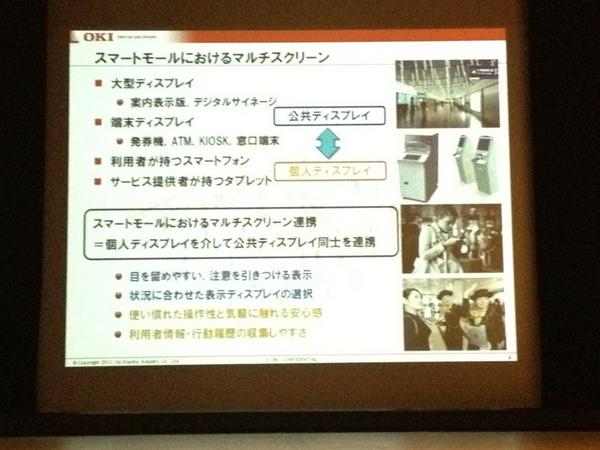 OKI
スマートモールにおけるマルチスクリーン
■ 大型ディスプレイ
● 案内表示版、デジタルサイネージ
■ 端末ディスプレイ
● 発券機、ATM、KIOSK、窓口端末
■ 利用者が持つスマートフォン
■ サービス提供者が持つタブレット
公共ディスプレイ
個人ディスプレイ
スマートモールにおけるマルチスクリーン連携
＝個人ディスプレイを介して公共ディスプレイ同士を連携
● 目を留めやすい、注意を引きつける表示
● 状況に合わせた表示ディスプレイの選択
● 使い慣れた操作性と気軽に触れる安心感
● 利用者情報・行動履歴の収集しやすさ
© Copyright 2012 Oki Electric Industry Co., Ltd.
4